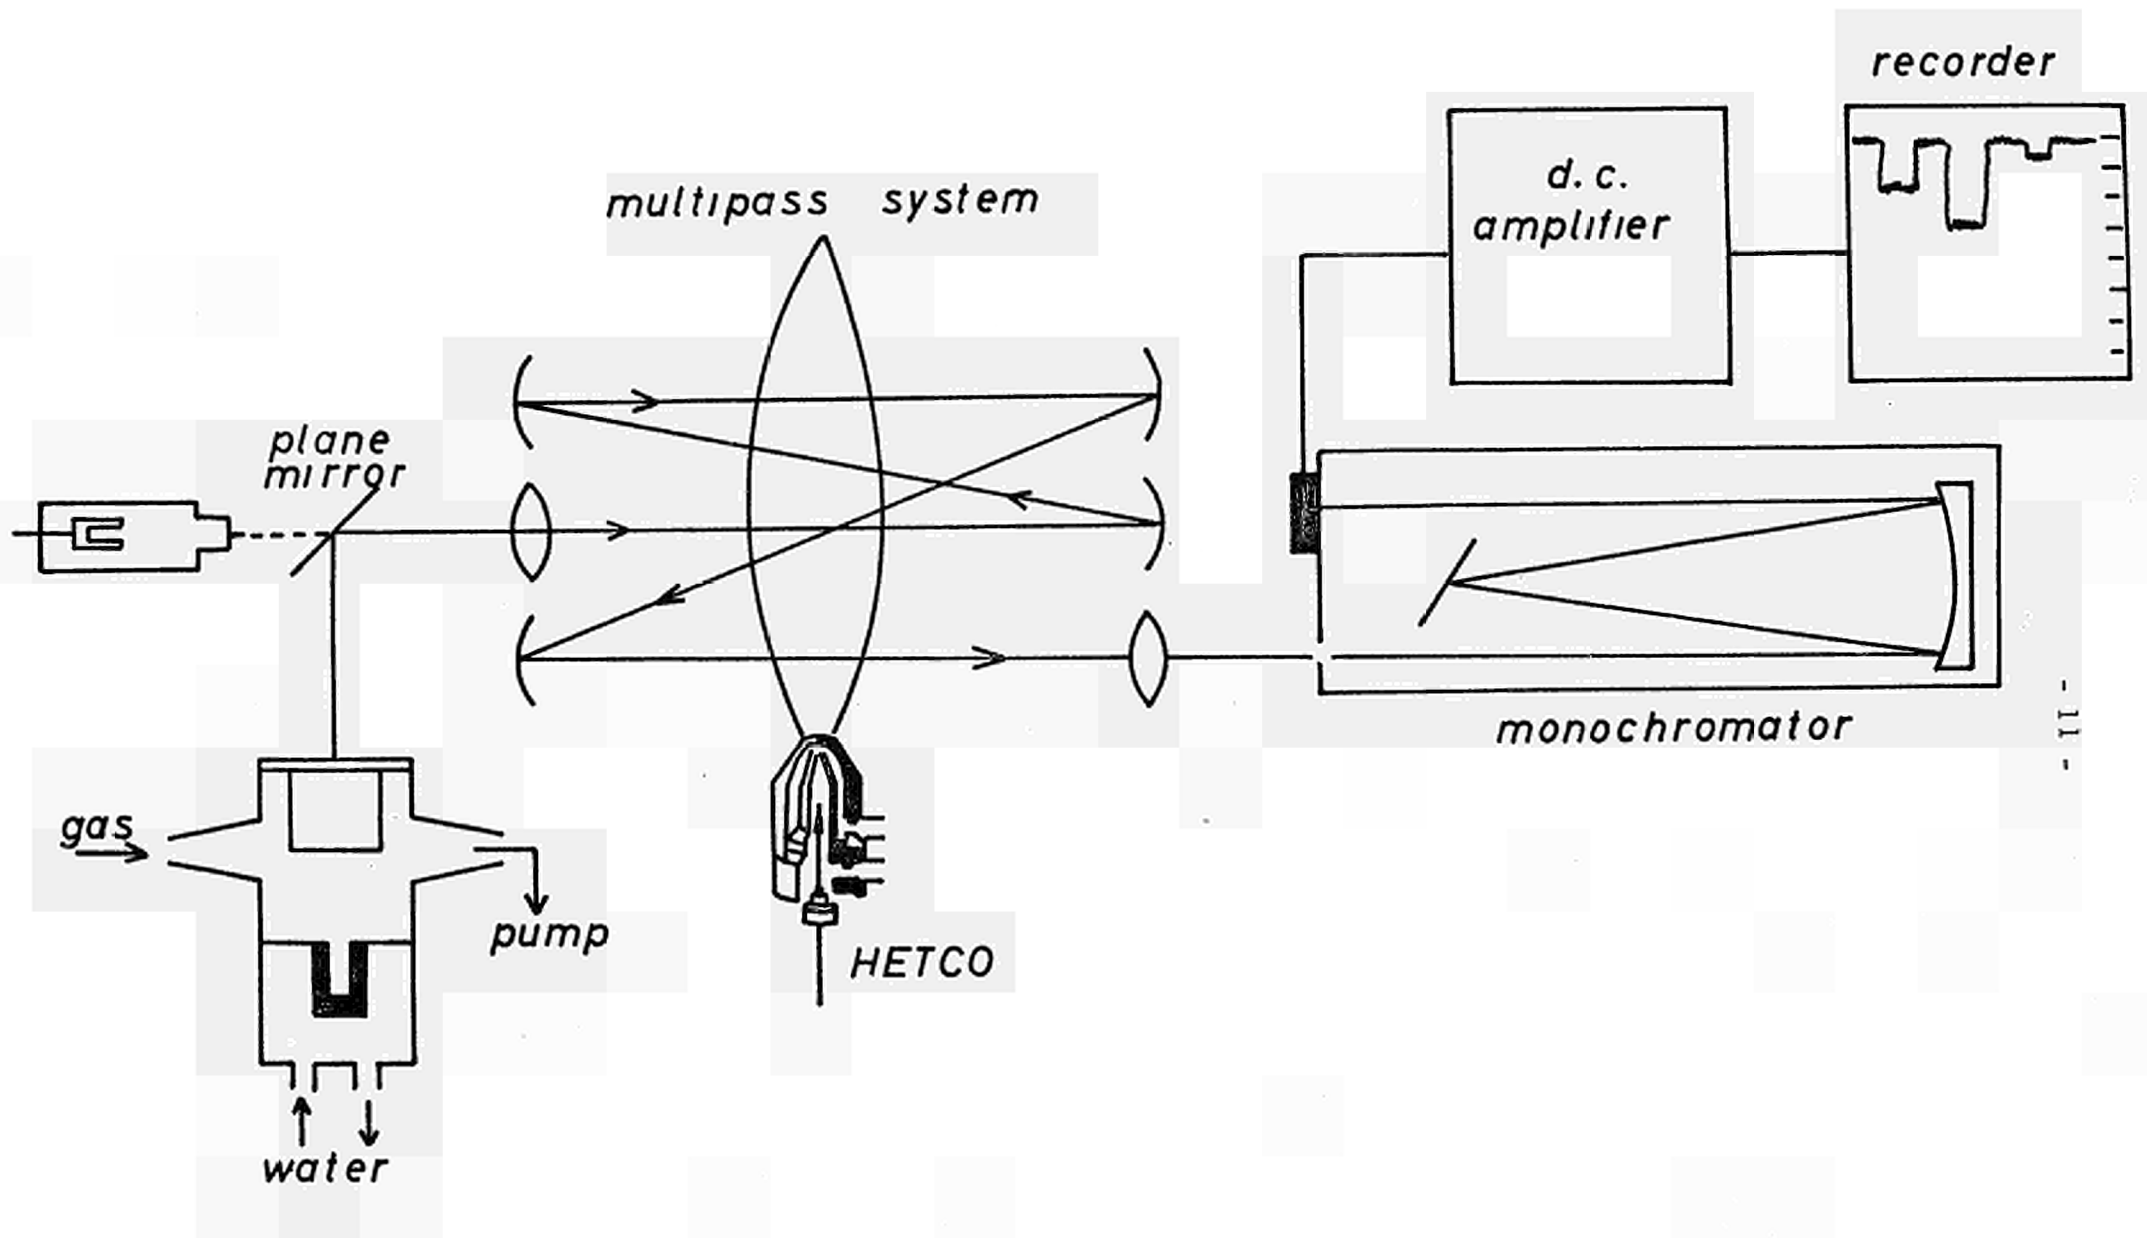 recorder
d.c.
amplifier
multipass system
plane
mirror
monochromator
- 11 -
gas
pump
HETCO
water